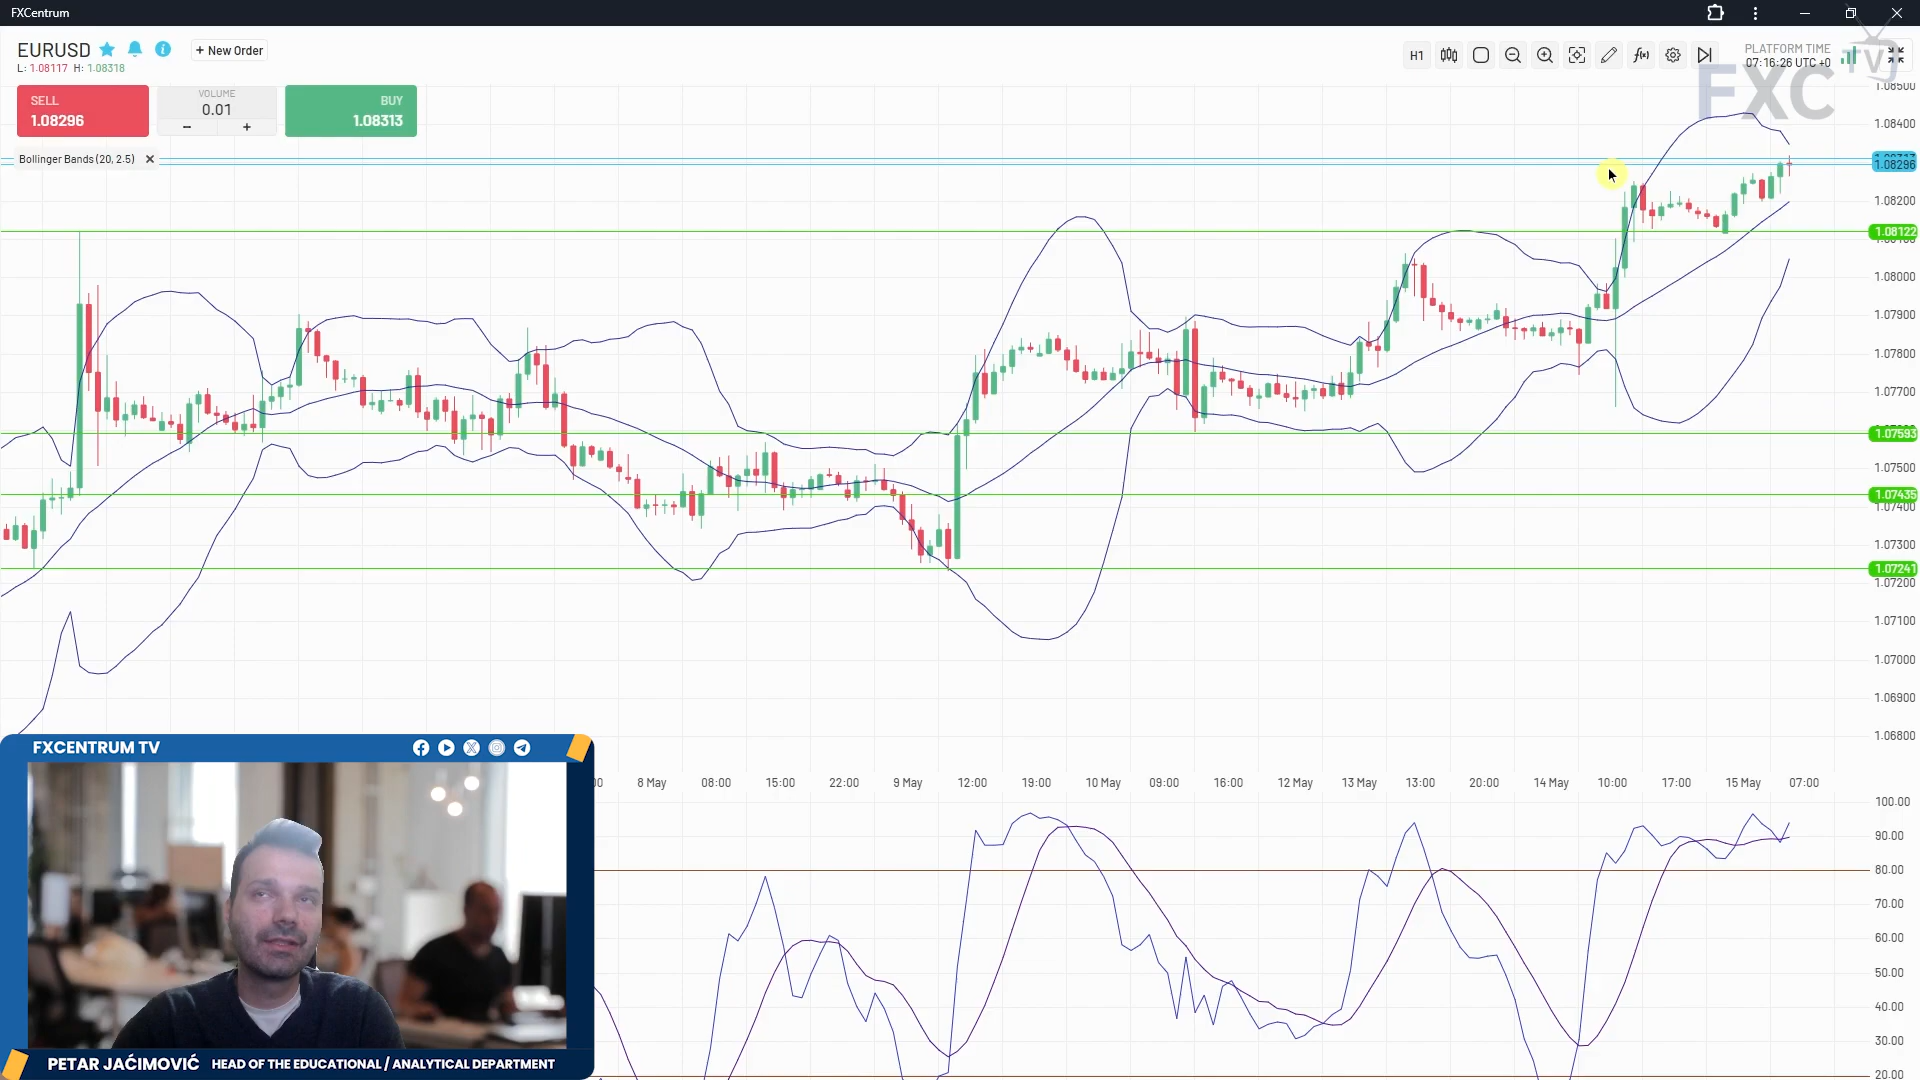 FXCentrum
EURUSD
+ New Order
L: 1.08117 H: 1.08318
H1
PLATFORM TIME
07:16:26 UTC +0
FXC
TV
SELL
1.08296
VOLUME
0.01
−
+
BUY
1.08313
Bollinger Bands (20, 2.5)
1.08500
1.08400
1.08296
1.08200
1.08122
1.08000
1.07900
1.07800
1.07700
1.07593
1.07500
1.07435
1.07400
1.07300
1.07241
1.07200
1.07100
1.07000
1.06900
1.06800
8 May 08:00 15:00 22:00 9 May 12:00 19:00 10 May 09:00 16:00 12 May 13 May 13:00 20:00 14 May 10:00 17:00 15 May 07:00
100.00
90.00
80.00
70.00
60.00
50.00
40.00
30.00
20.00
FXCENTRUM TV
PETAR JAĆIMOVIĆ HEAD OF THE EDUCATIONAL / ANALYTICAL DEPARTMENT